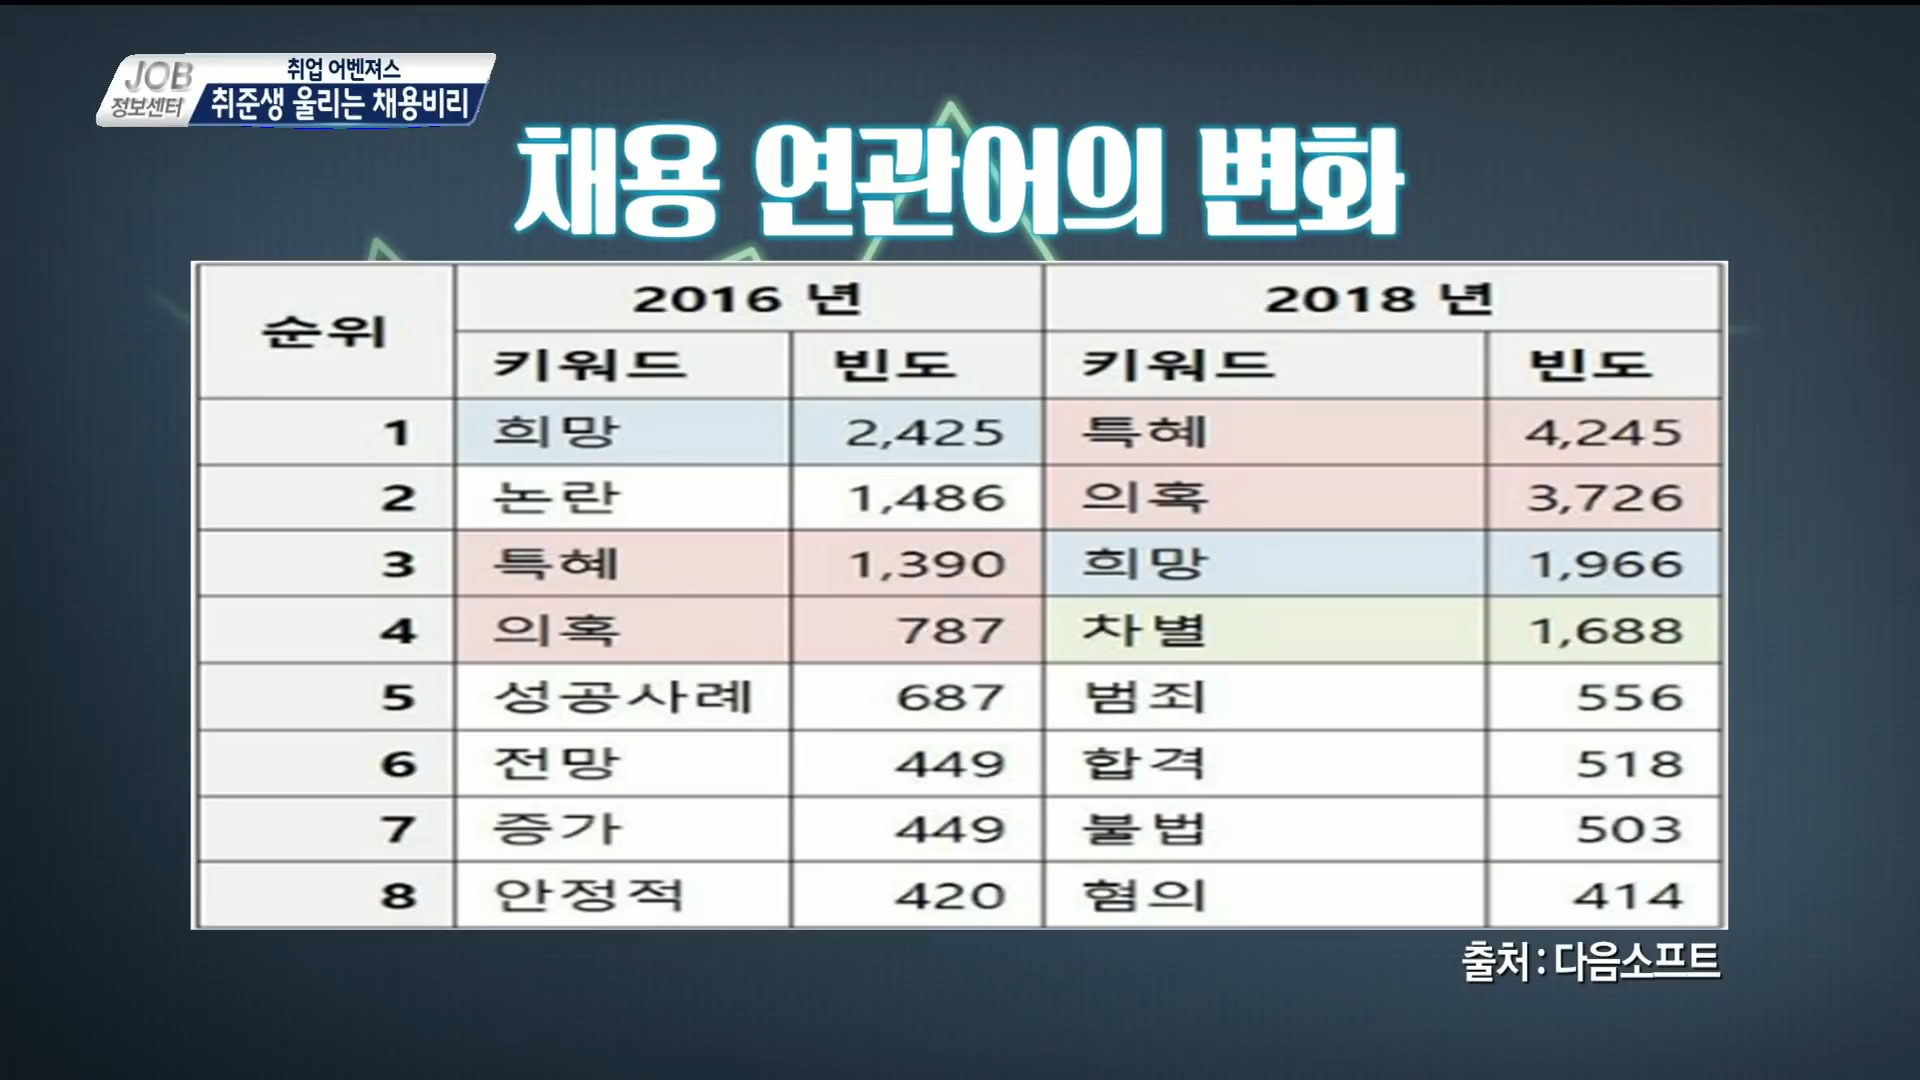 JOB
정보센터
취업 어벤져스
취준생 울리는 채용비리
채용 연관어의 변화
순위 2016 년 2018 년
키워드 빈도 키워드 빈도
1 희망 2,425 특혜 4,245
2 논란 1,486 의혹 3,726
3 특혜 1,390 희망 1,966
4 의혹 787 차별 1,688
5 성공사례 687 범죄 556
6 전망 449 합격 518
7 증가 449 불법 503
8 안정적 420 혐의 414
출처 : 다음소프트